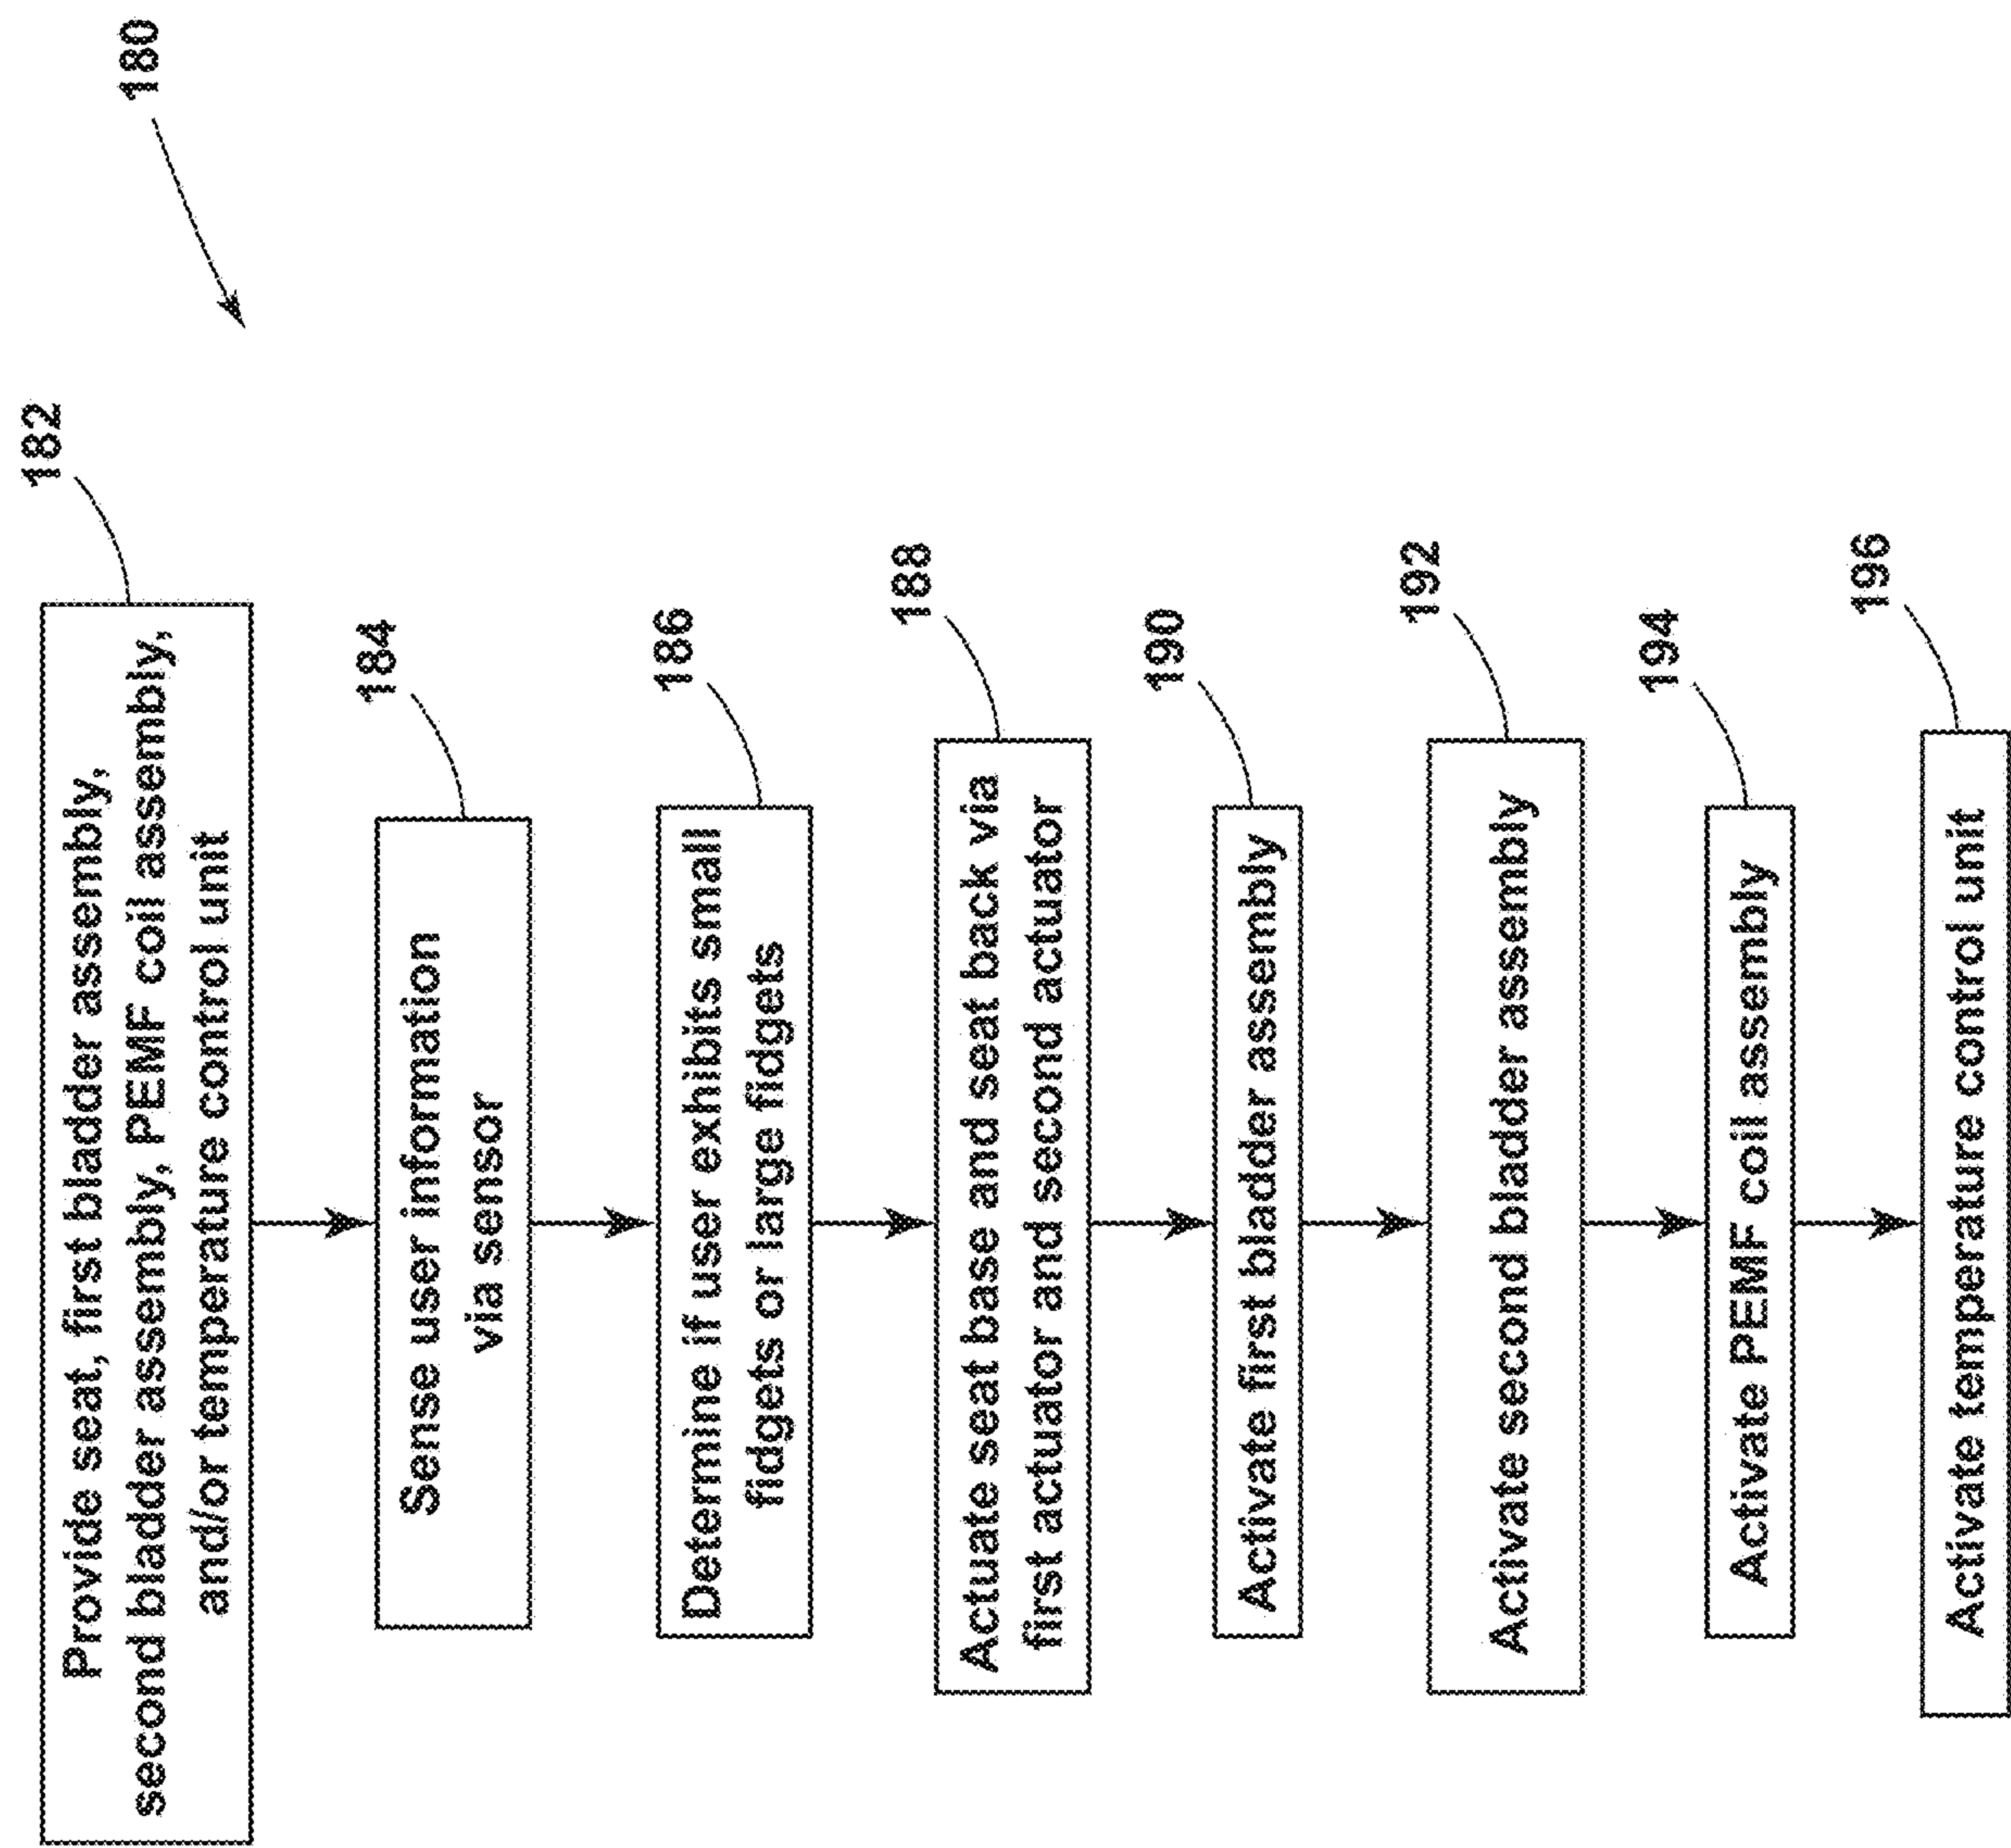 180
182
Provide seat, first bladder assembly,
second bladder assembly, PEMF coil assembly,
and/or temperature control unit
184
Sense user information
via sensor
186
Determine if user exhibits small
fidgets or large fidgets
188
Actuate seat base and seat back via
first actuator and second actuator
190
Activate first bladder assembly
192
Activate second bladder assembly
194
Activate PEMF coil assembly
196
Activate temperature control unit